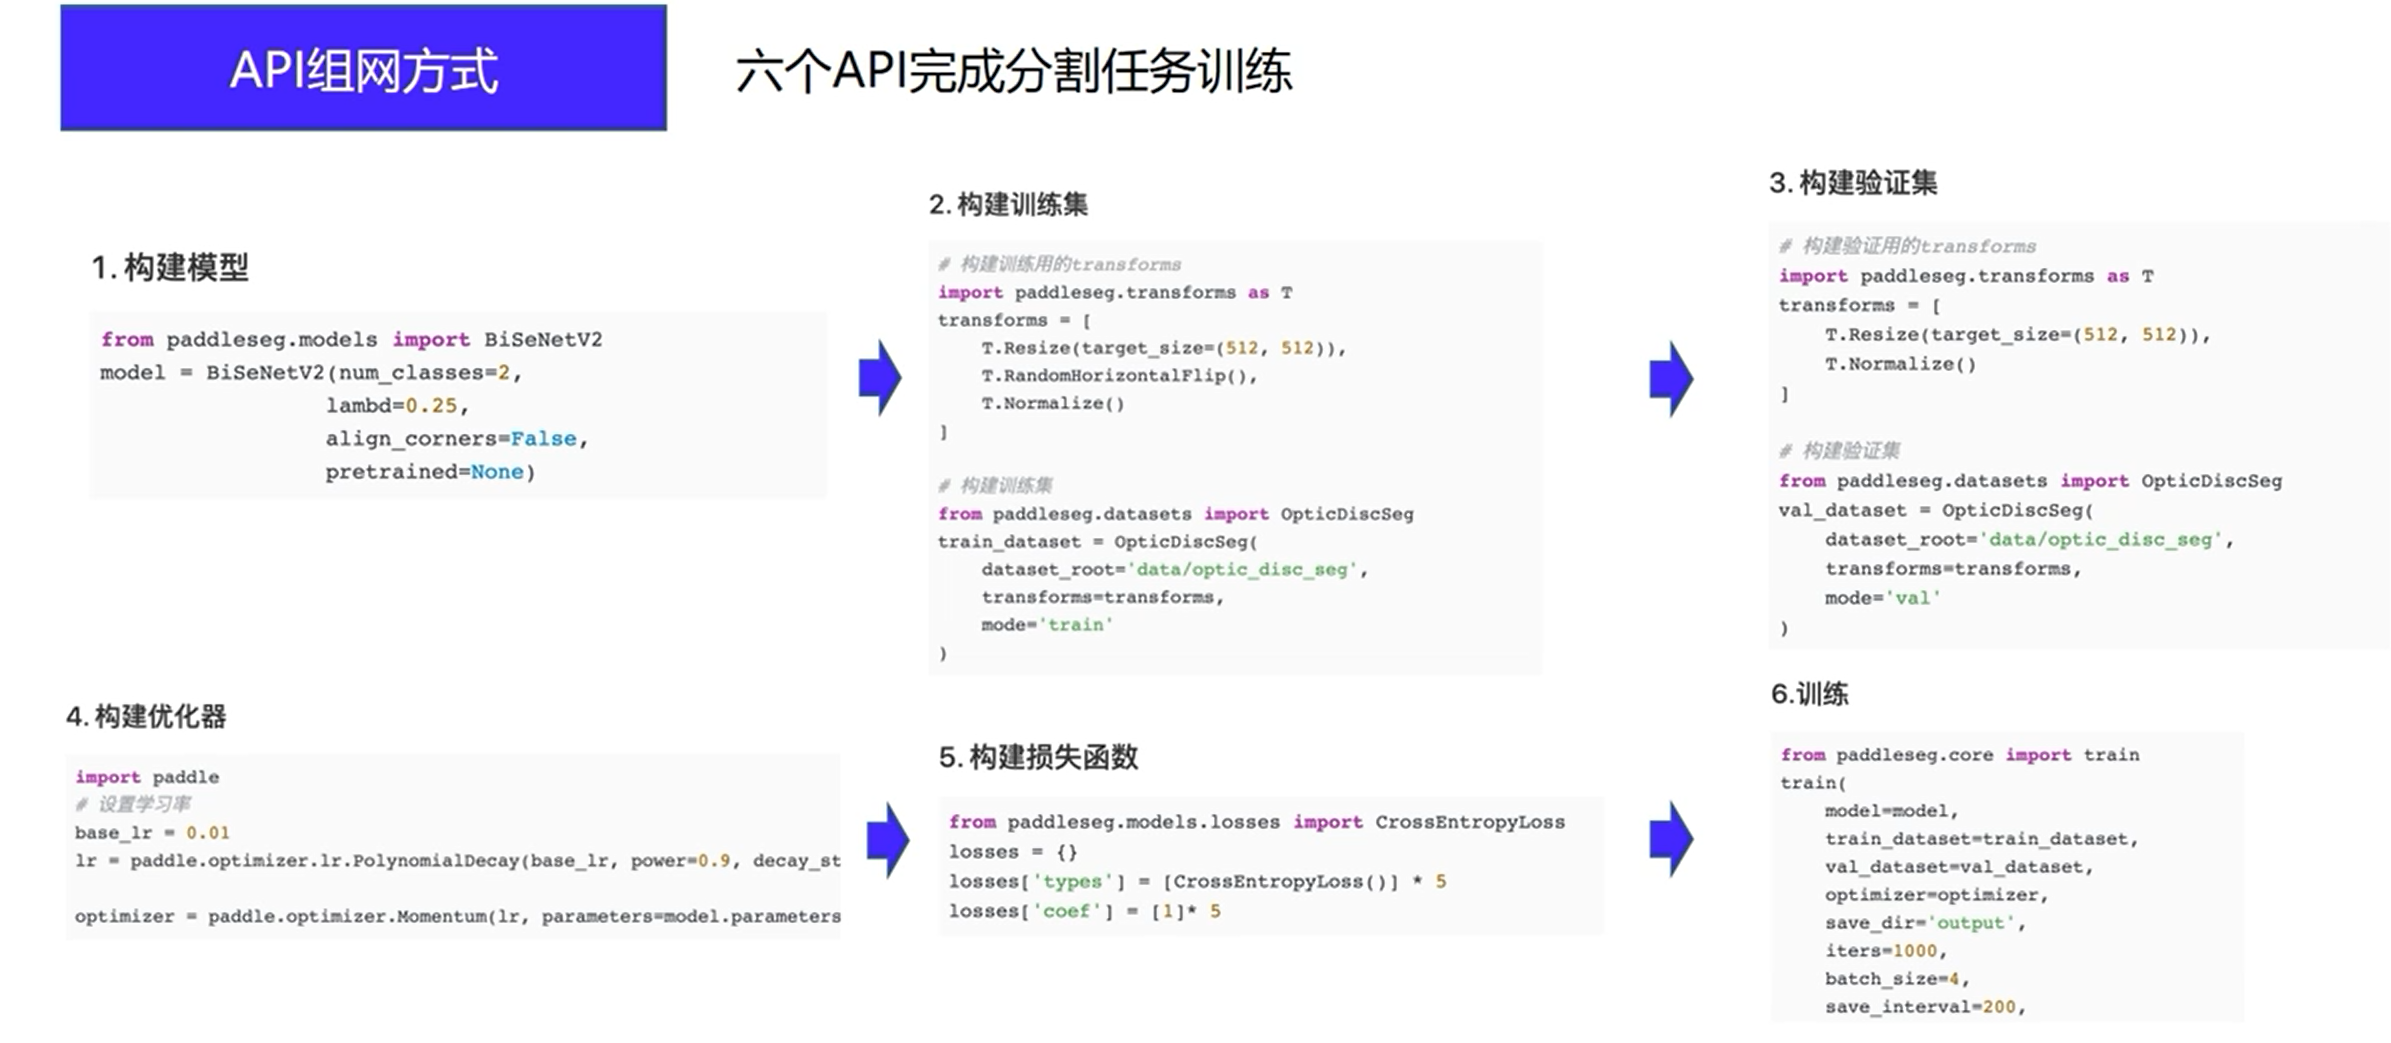 API组网方式
六个API完成分割任务训练
1. 构建模型
from paddleseg.models import BiSeNetV2
model = BiSeNetV2(num_classes=2,
lambd=0.25,
align_corners=False,
pretrained=None)
2. 构建训练集
# 构建训练用的transforms
import paddleseg.transforms as T
transforms = [
T.Resize(target_size=(512, 512)),
T.RandomHorizontalFlip(),
T.Normalize()
]
# 构建训练集
from paddleseg.datasets import OpticDiscSeg
train_dataset = OpticDiscSeg(
dataset_root='data/optic_disc_seg',
transforms=transforms,
mode='train'
)
3. 构建验证集
# 构建验证用的transforms
import paddleseg.transforms as T
transforms = [
T.Resize(target_size=(512, 512)),
T.Normalize()
]
# 构建验证集
from paddleseg.datasets import OpticDiscSeg
val_dataset = OpticDiscSeg(
dataset_root='data/optic_disc_seg',
transforms=transforms,
mode='val'
)
4. 构建优化器
import paddle
# 设置学习率
base_lr = 0.01
lr = paddle.optimizer.lr.PolynomialDecay(base_lr, power=0.9, decay_st
optimizer = paddle.optimizer.Momentum(lr, parameters=model.parameters
5. 构建损失函数
from paddleseg.models.losses import CrossEntropyLoss
losses = {}
losses['types'] = [CrossEntropyLoss()] * 5
losses['coef'] = [1]* 5
6.训练
from paddleseg.core import train
train(
model=model,
train_dataset=train_dataset,
val_dataset=val_dataset,
optimizer=optimizer,
save_dir='output',
iters=1000,
batch_size=4,
save_interval=200,